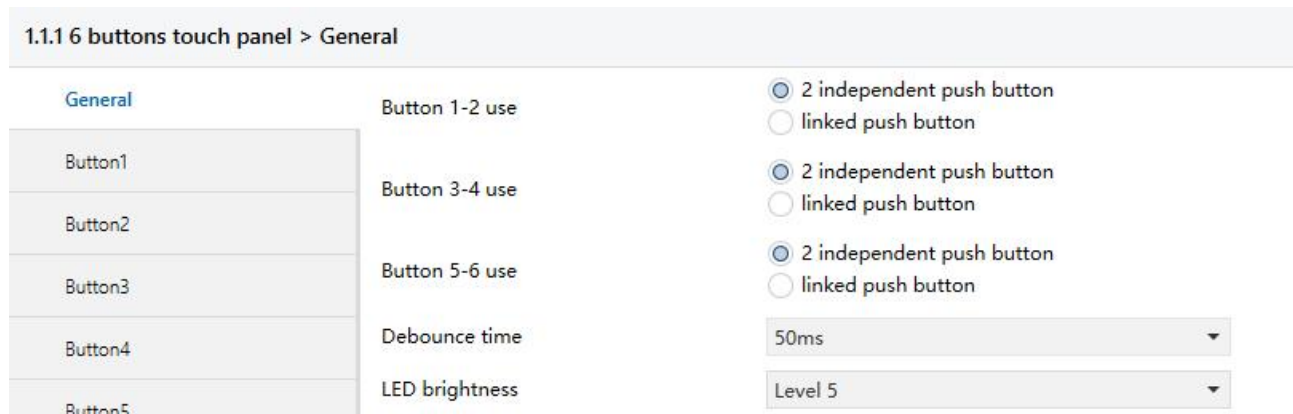 1.1.1 6 buttons touch panel > General
General
Button1
Button2
Button3
Button4
Button5
Button 1-2 use
2 independent push button
linked push button
Button 3-4 use
2 independent push button
linked push button
Button 5-6 use
2 independent push button
linked push button
Debounce time
50ms
LED brightness
Level 5